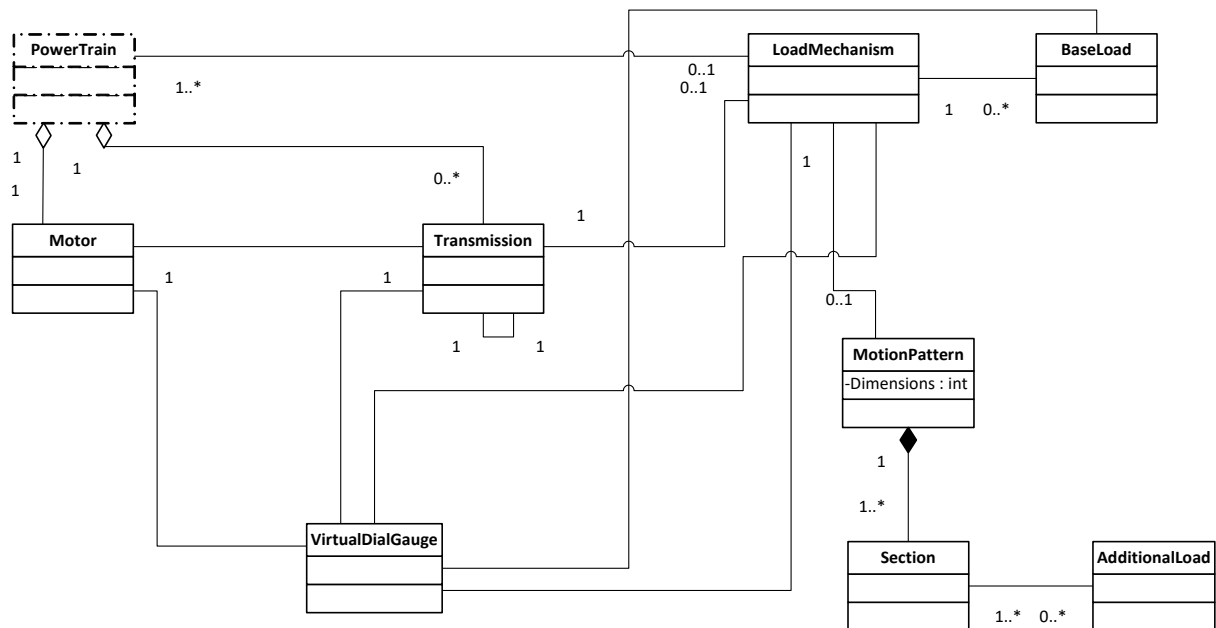 PowerTrain
LoadMechanism
BaseLoad
1..*
0..1
0..1
1
0..*
1
1
1
1
0..*
1
Motor
Transmission
1
1
0..1
1
1
MotionPattern
-Dimensions : int
1
1..*
VirtualDialGauge
Section
AdditionalLoad
1..*
0..*